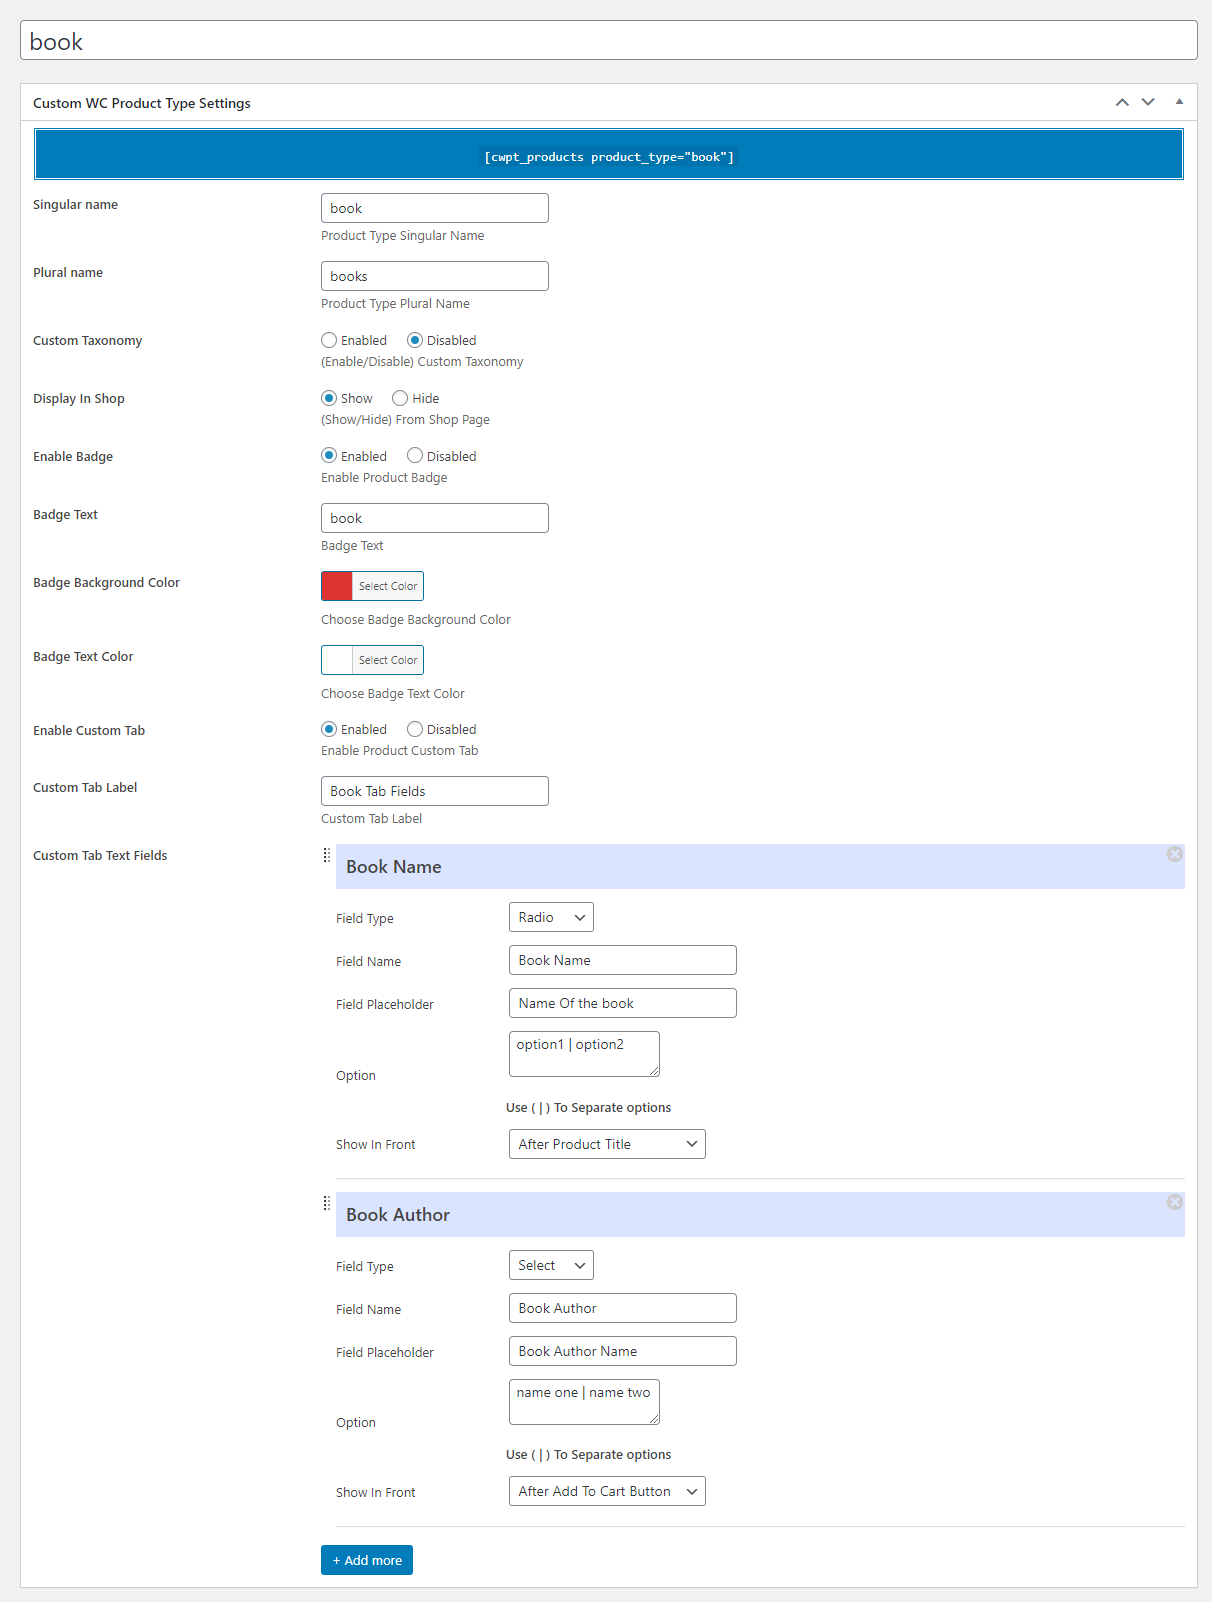 book
Custom WC Product Type Settings
[cwpt_products product_type="book"]
Singular name
book
Product Type Singular Name
Plural name
books
Product Type Plural Name
Custom Taxonomy
Enabled Disabled
(Enable/Disable) Custom Taxonomy
Display In Shop
Show Hide
(Show/Hide) From Shop Page
Enable Badge
Enabled Disabled
Enable Product Badge
Badge Text
book
Badge Text
Badge Background Color
Select Color
Choose Badge Background Color
Badge Text Color
Select Color
Choose Badge Text Color
Enable Custom Tab
Enabled Disabled
Enable Product Custom Tab
Custom Tab Label
Book Tab Fields
Custom Tab Label
Custom Tab Text Fields
Book Name
Field Type
Radio
Field Name
Book Name
Field Placeholder
Name Of the book
Option
option1 | option2
Use ( | ) To Separate options
Show In Front
After Product Title
Book Author
Field Type
Select
Field Name
Book Author
Field Placeholder
Book Author Name
Option
name one | name two
Use ( | ) To Separate options
Show In Front
After Add To Cart Button
+ Add more